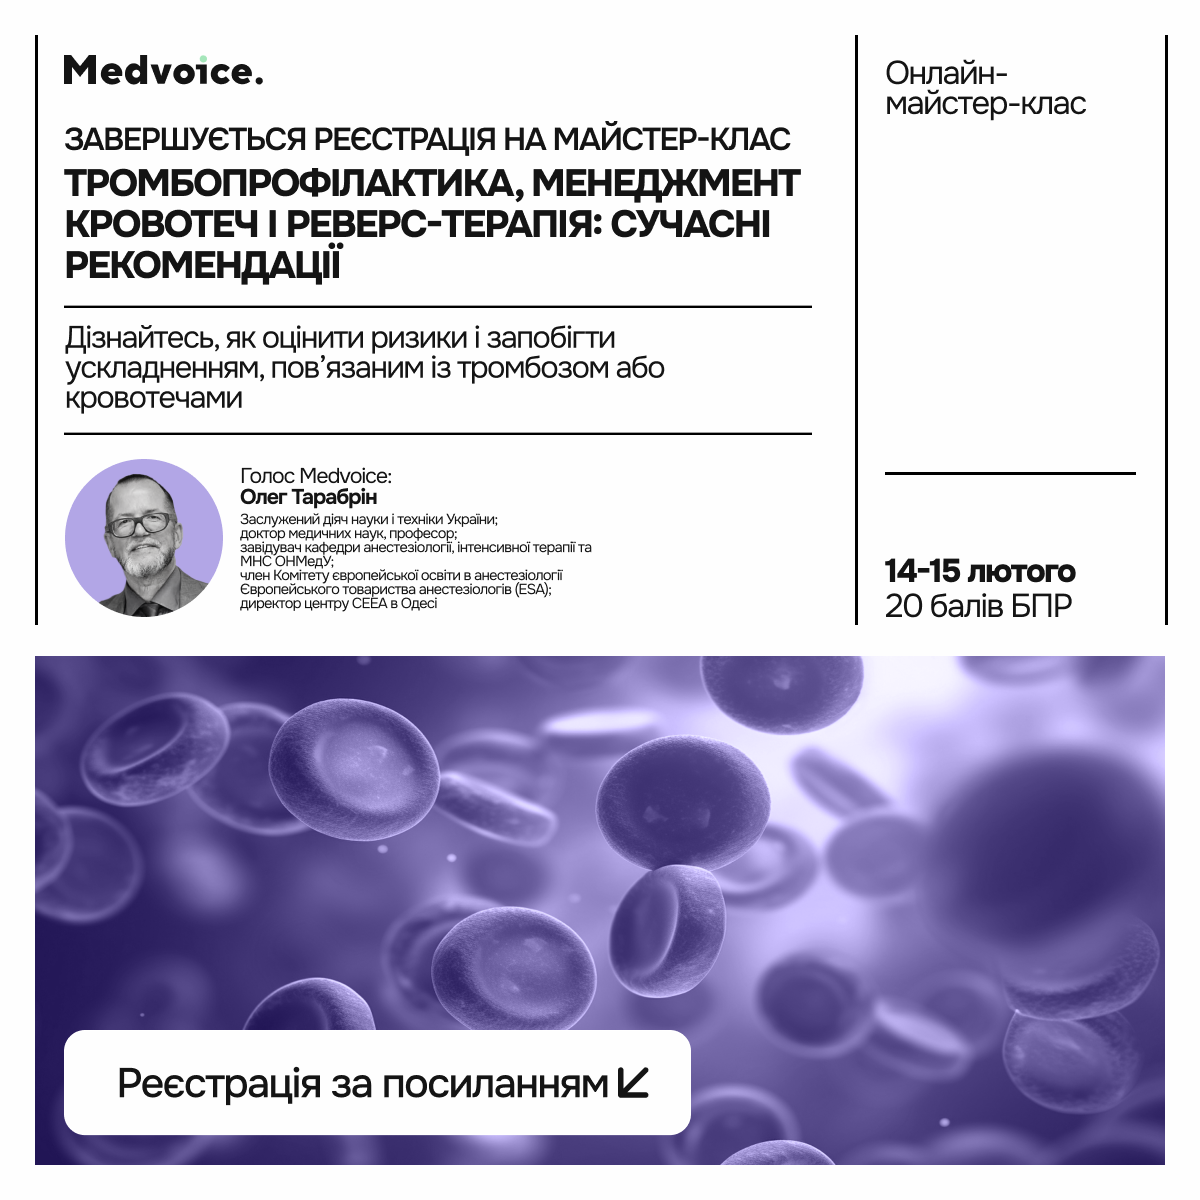 Medvoice.
ЗАВЕРШУЄТЬСЯ РЕЄСТРАЦІЯ НА МАЙСТЕР-КЛАС
ТРОМБОПРОФІЛАКТИКА, МЕНЕДЖМЕНТ
КРОВОТЕЧ І РЕВЕРС-ТЕРАПІЯ: СУЧАСНІ
РЕКОМЕНДАЦІЇ
Дізнайтесь, як оцінити ризики і запобігти
ускладненням, пов’язаним із тромбозом або
кровотечами
Голос Medvoice:
Олег Тарабрін
Заслужений діяч науки і техніки України;
доктор медичних наук, професор;
завідувач кафедри анестезіології, інтенсивної терапії та
МНС ОНМедУ;
член Комітету європейської освіти в анестезіології
Європейського товариства анестезіологів (ESA);
директор центру CEEA в Одесі
Онлайн-
майстер-клас
14-15 лютого
20 балів БПР
Реєстрація за посиланням